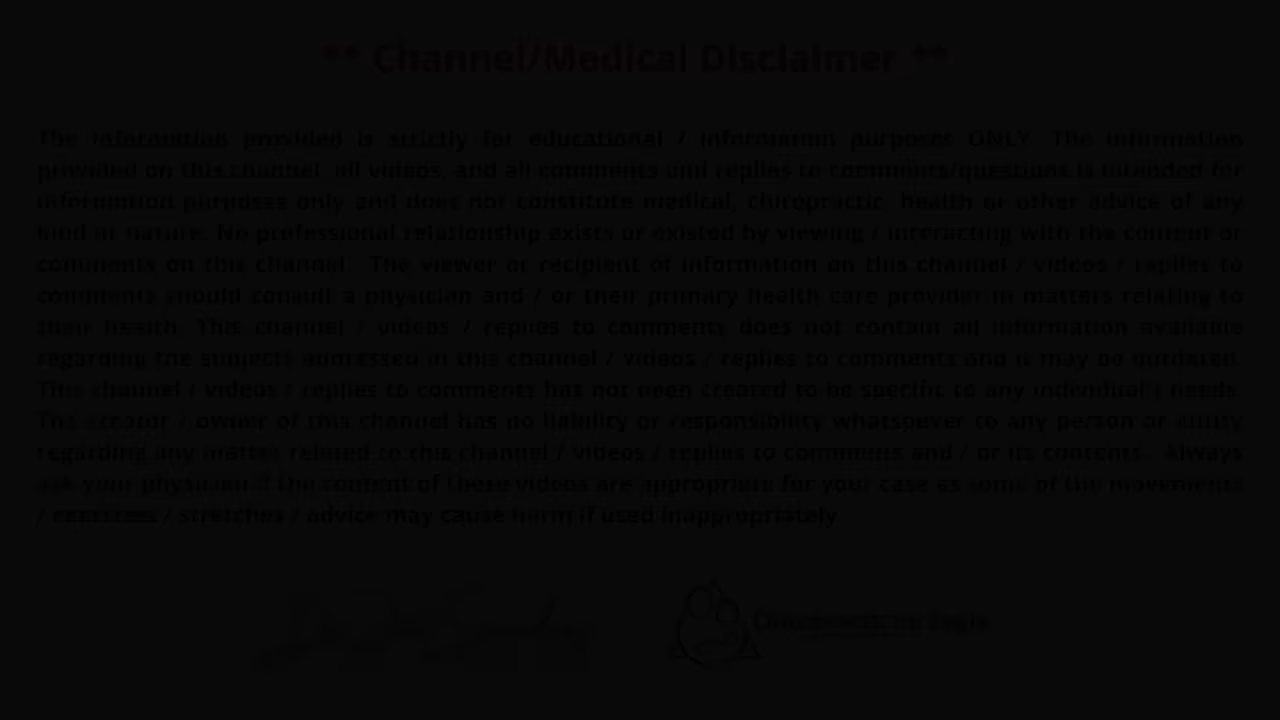 ** Channel/Medical Disclaimer **
The information provided is strictly for educational / information purposes ONLY. The information
provided on this channel, all videos, and all comments and replies to comments/questions is intended for
information purposes only and does not constitute medical, chiropractic, health or other advice of any
kind or nature. No professional relationship exists or existed by viewing / interacting with the content or
comments on this channel. The viewer or recipient of information on this channel / videos / replies to
comments should consult a physician and / or their primary health care provider in matters relating to
their health. This channel / videos / replies to comments does not contain all information available
regarding the subjects addressed in this channel / videos / replies to comments and it may be outdated.
This channel / videos / replies to comments has not been created to be specific to any individual's needs.
The creator / owner of this channel has no liability or responsibility whatspever to any person or entity
regarding any matter related to this channel / videos / replies to comments and / or its contents. Always
ask your physician if the content of these videos are appropriate for your case as some of the movements
/ exercises / stretches / advice may cause harm if used inappropriately